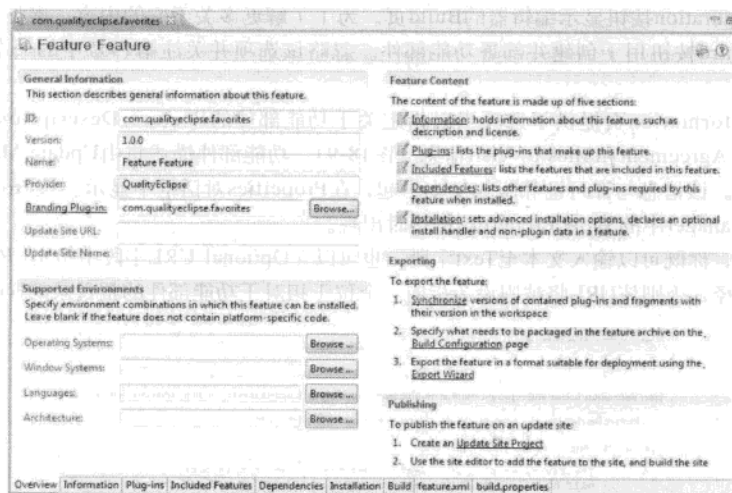 com.qualityeclipse.favorites
Feature Feature
General Information
This section describes general information about this feature.
ID: com.qualityeclipse.favorites
Version: 1.0.0
Name: Feature Feature
Provider: QualityEclipse
Branding Plug-in: com.qualityeclipse.favorites Browse...
Update Site URL:
Update Site Name:
Supported Environments
Specify environment combinations in which this feature can be installed.
Leave blank if the feature does not contain platform-specific code.
Operating Systems: Browse ...
Window Systems: Browse ...
Languages: Browse ...
Architecture: Browse ...
Feature Content
The content of the feature is made up of five sections:
Information: holds information about this feature, such as
description and license.
Plug-ins: lists the plug-ins that make up this feature.
Included Features: lists the features that are included in this feature.
Dependencies: lists other features and plug-ins required by this
feature when installed.
Installation: sets advanced installation options, declares an optional
install handler and non-plugin data in a feature.
Exporting
To export the feature:
1. Synchronize versions of contained plug-ins and fragments with
their version in the workspace
2. Specify what needs to be packaged in the feature archive on the
Build Configuration page
3. Export the feature in a format suitable for deployment using the
Export Wizard
Publishing
To publish the feature on an update site:
1. Create an Update Site Project
2. Use the site editor to add the feature to the site, and build the site
Overview Information Plug-ins Included Features Dependencies Installation Build feature.xml build.properties